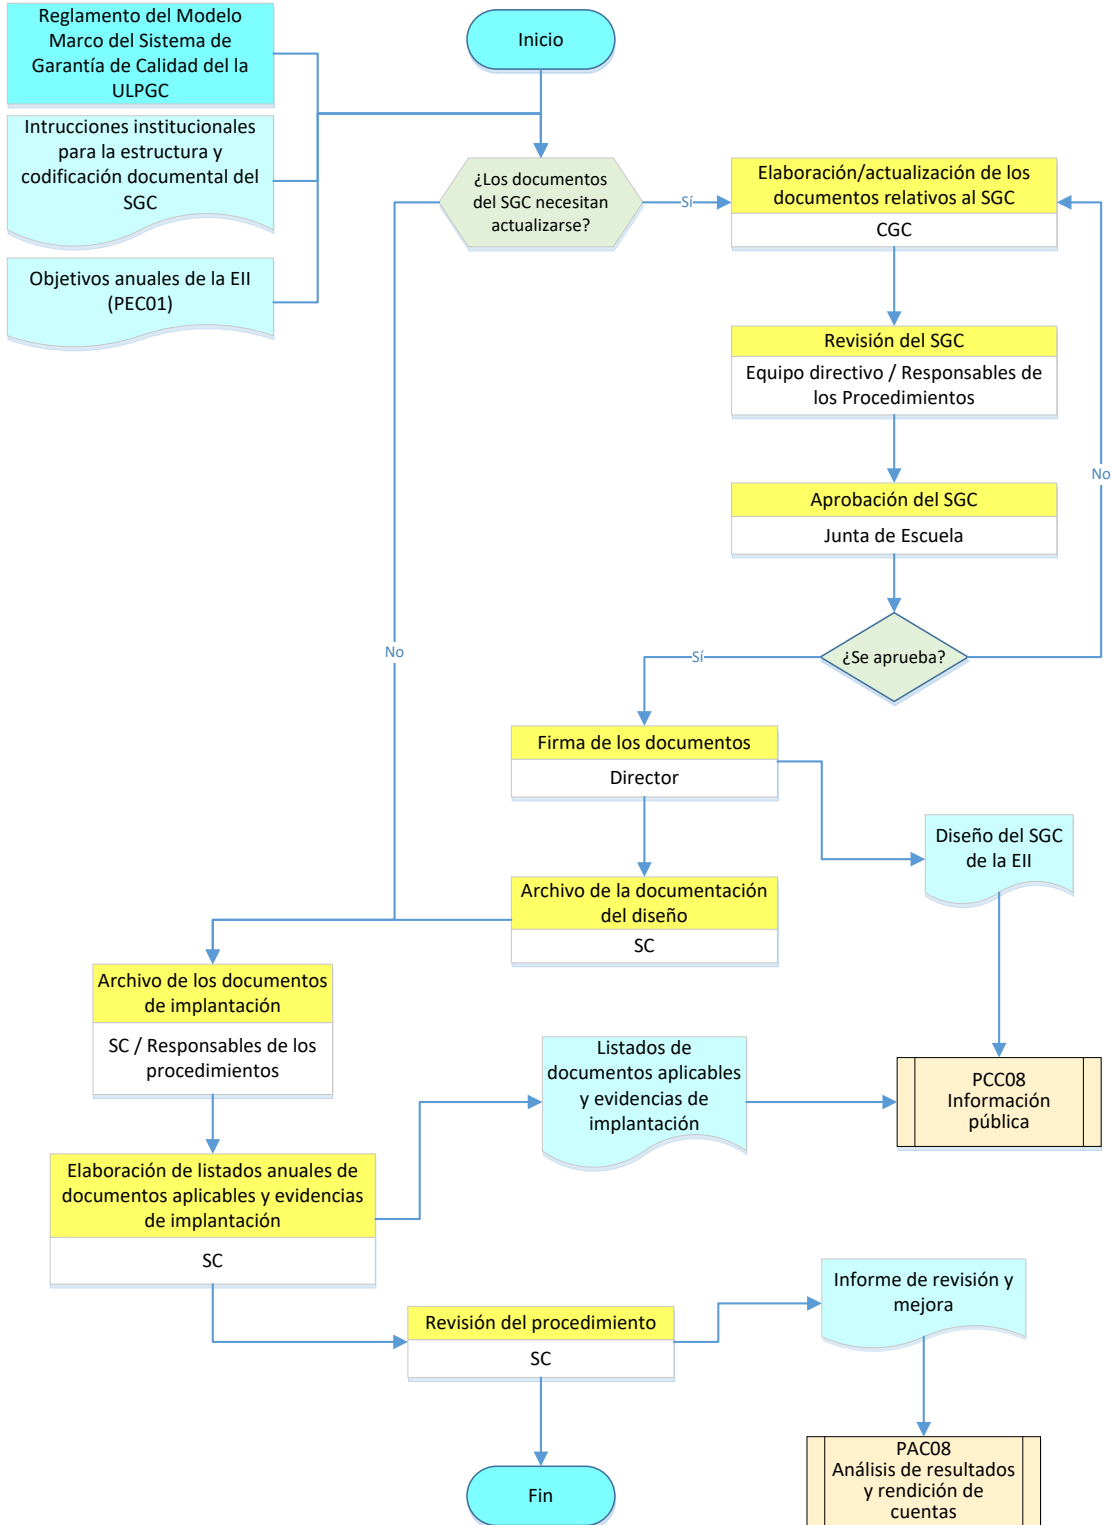 Reglamento del Modelo
Marco del Sistema de
Garantía de Calidad del la
ULPGC
Inicio
Intrucciones institucionales
para la estructura y
codificación documental del
SGC
Objetivos anuales de la EII
(PEC01)
¿Los documentos
del SGC necesitan
actualizarse?
Sí
Elaboración/actualización de los
documentos relativos al SGC
CGC
Revisión del SGC
Equipo directivo / Responsables de
los Procedimientos
No
Aprobación del SGC
Junta de Escuela
No
Sí
¿Se aprueba?
Firma de los documentos
Director
Diseño del SGC
de la EII
Archivo de la documentación
del diseño
SC
Archivo de los documentos
de implantación
SC / Responsables de los
procedimientos
Listados de
documentos aplicables
y evidencias de
implantación
PCC08
Información
pública
Elaboración de listados anuales de
documentos aplicables y evidencias
de implantación
SC
Informe de revisión y
mejora
Revisión del procedimiento
SC
PAC08
Análisis de resultados
y rendición de
cuentas
Fin